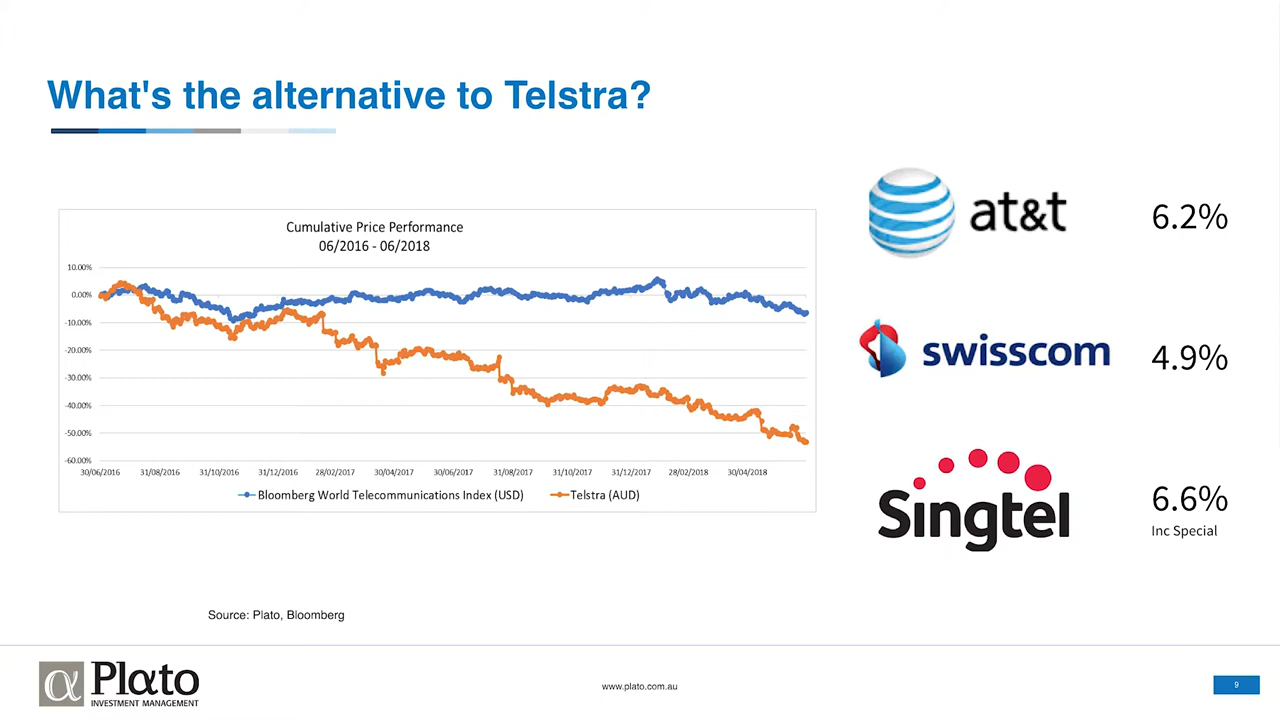 What's the alternative to Telstra?
Cumulative Price Performance
06/2016 - 06/2018
10.00%
0.00%
-10.00%
-20.00%
-30.00%
-40.00%
-50.00%
-60.00%
30/06/2016 31/08/2016 31/10/2016 31/12/2016 28/02/2017 30/04/2017 30/06/2017 31/08/2017 31/10/2017 31/12/2017 28/02/2018 30/04/2018
Bloomberg World Telecommunications Index (USD) Telstra (AUD)
at&t 6.2%
swisscom 4.9%
Singtel 6.6%
Inc Special
Source: Plato, Bloomberg
α Plαto
INVESTMENT MANAGEMENT
www.plato.com.au
9